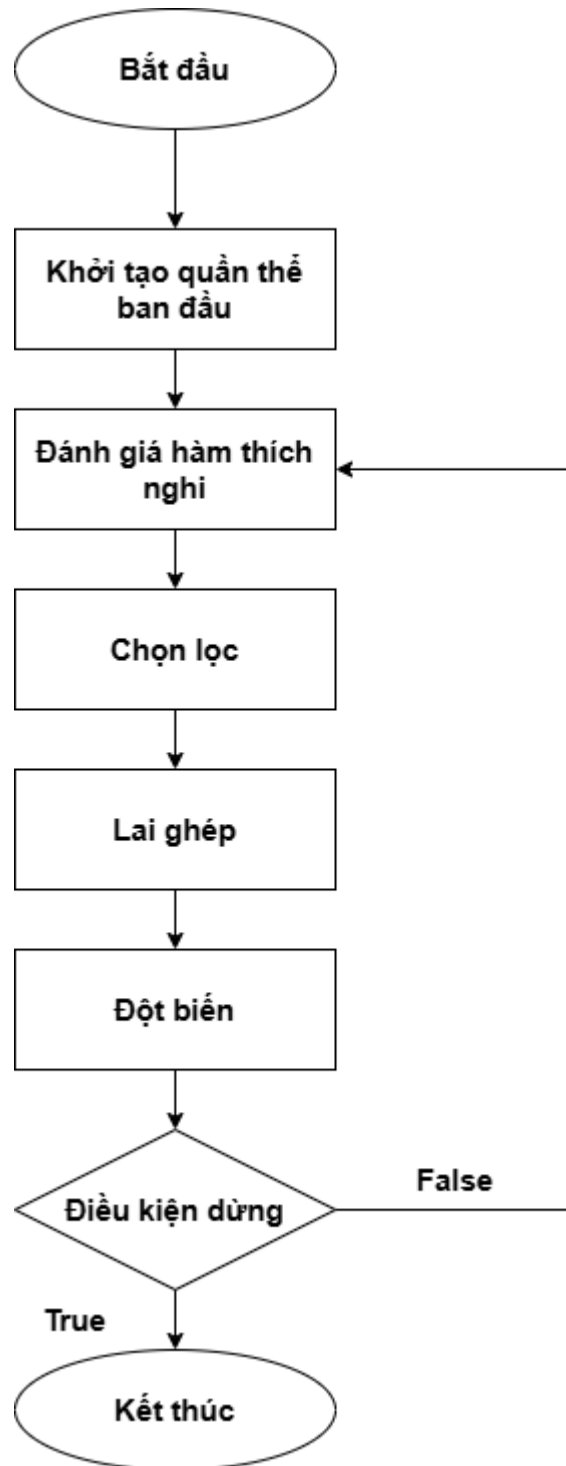 Bắt đầu
Khởi tạo quần thể
ban đầu
Đánh giá hàm thích
nghi
Chọn lọc
Lai ghép
Đột biến
Điều kiện dừng
False
True
Kết thúc